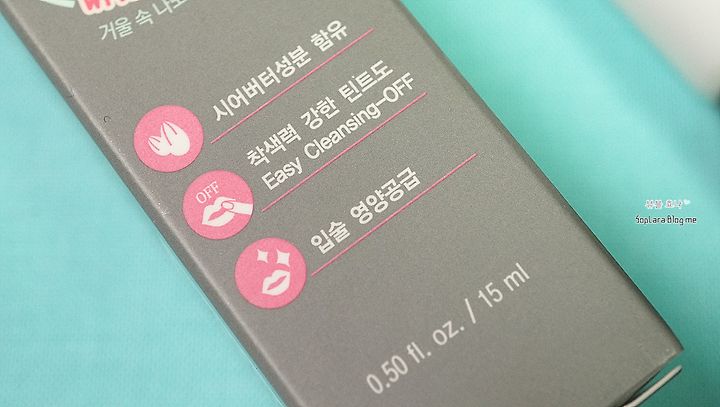 거울 속 나
시어버터성분 함유
착색력 강한 틴트도
Easy Cleansing-OFF
OFF
입술 영양공급
0.50 fl. oz. / 15 ml
SopLara.Blog.me